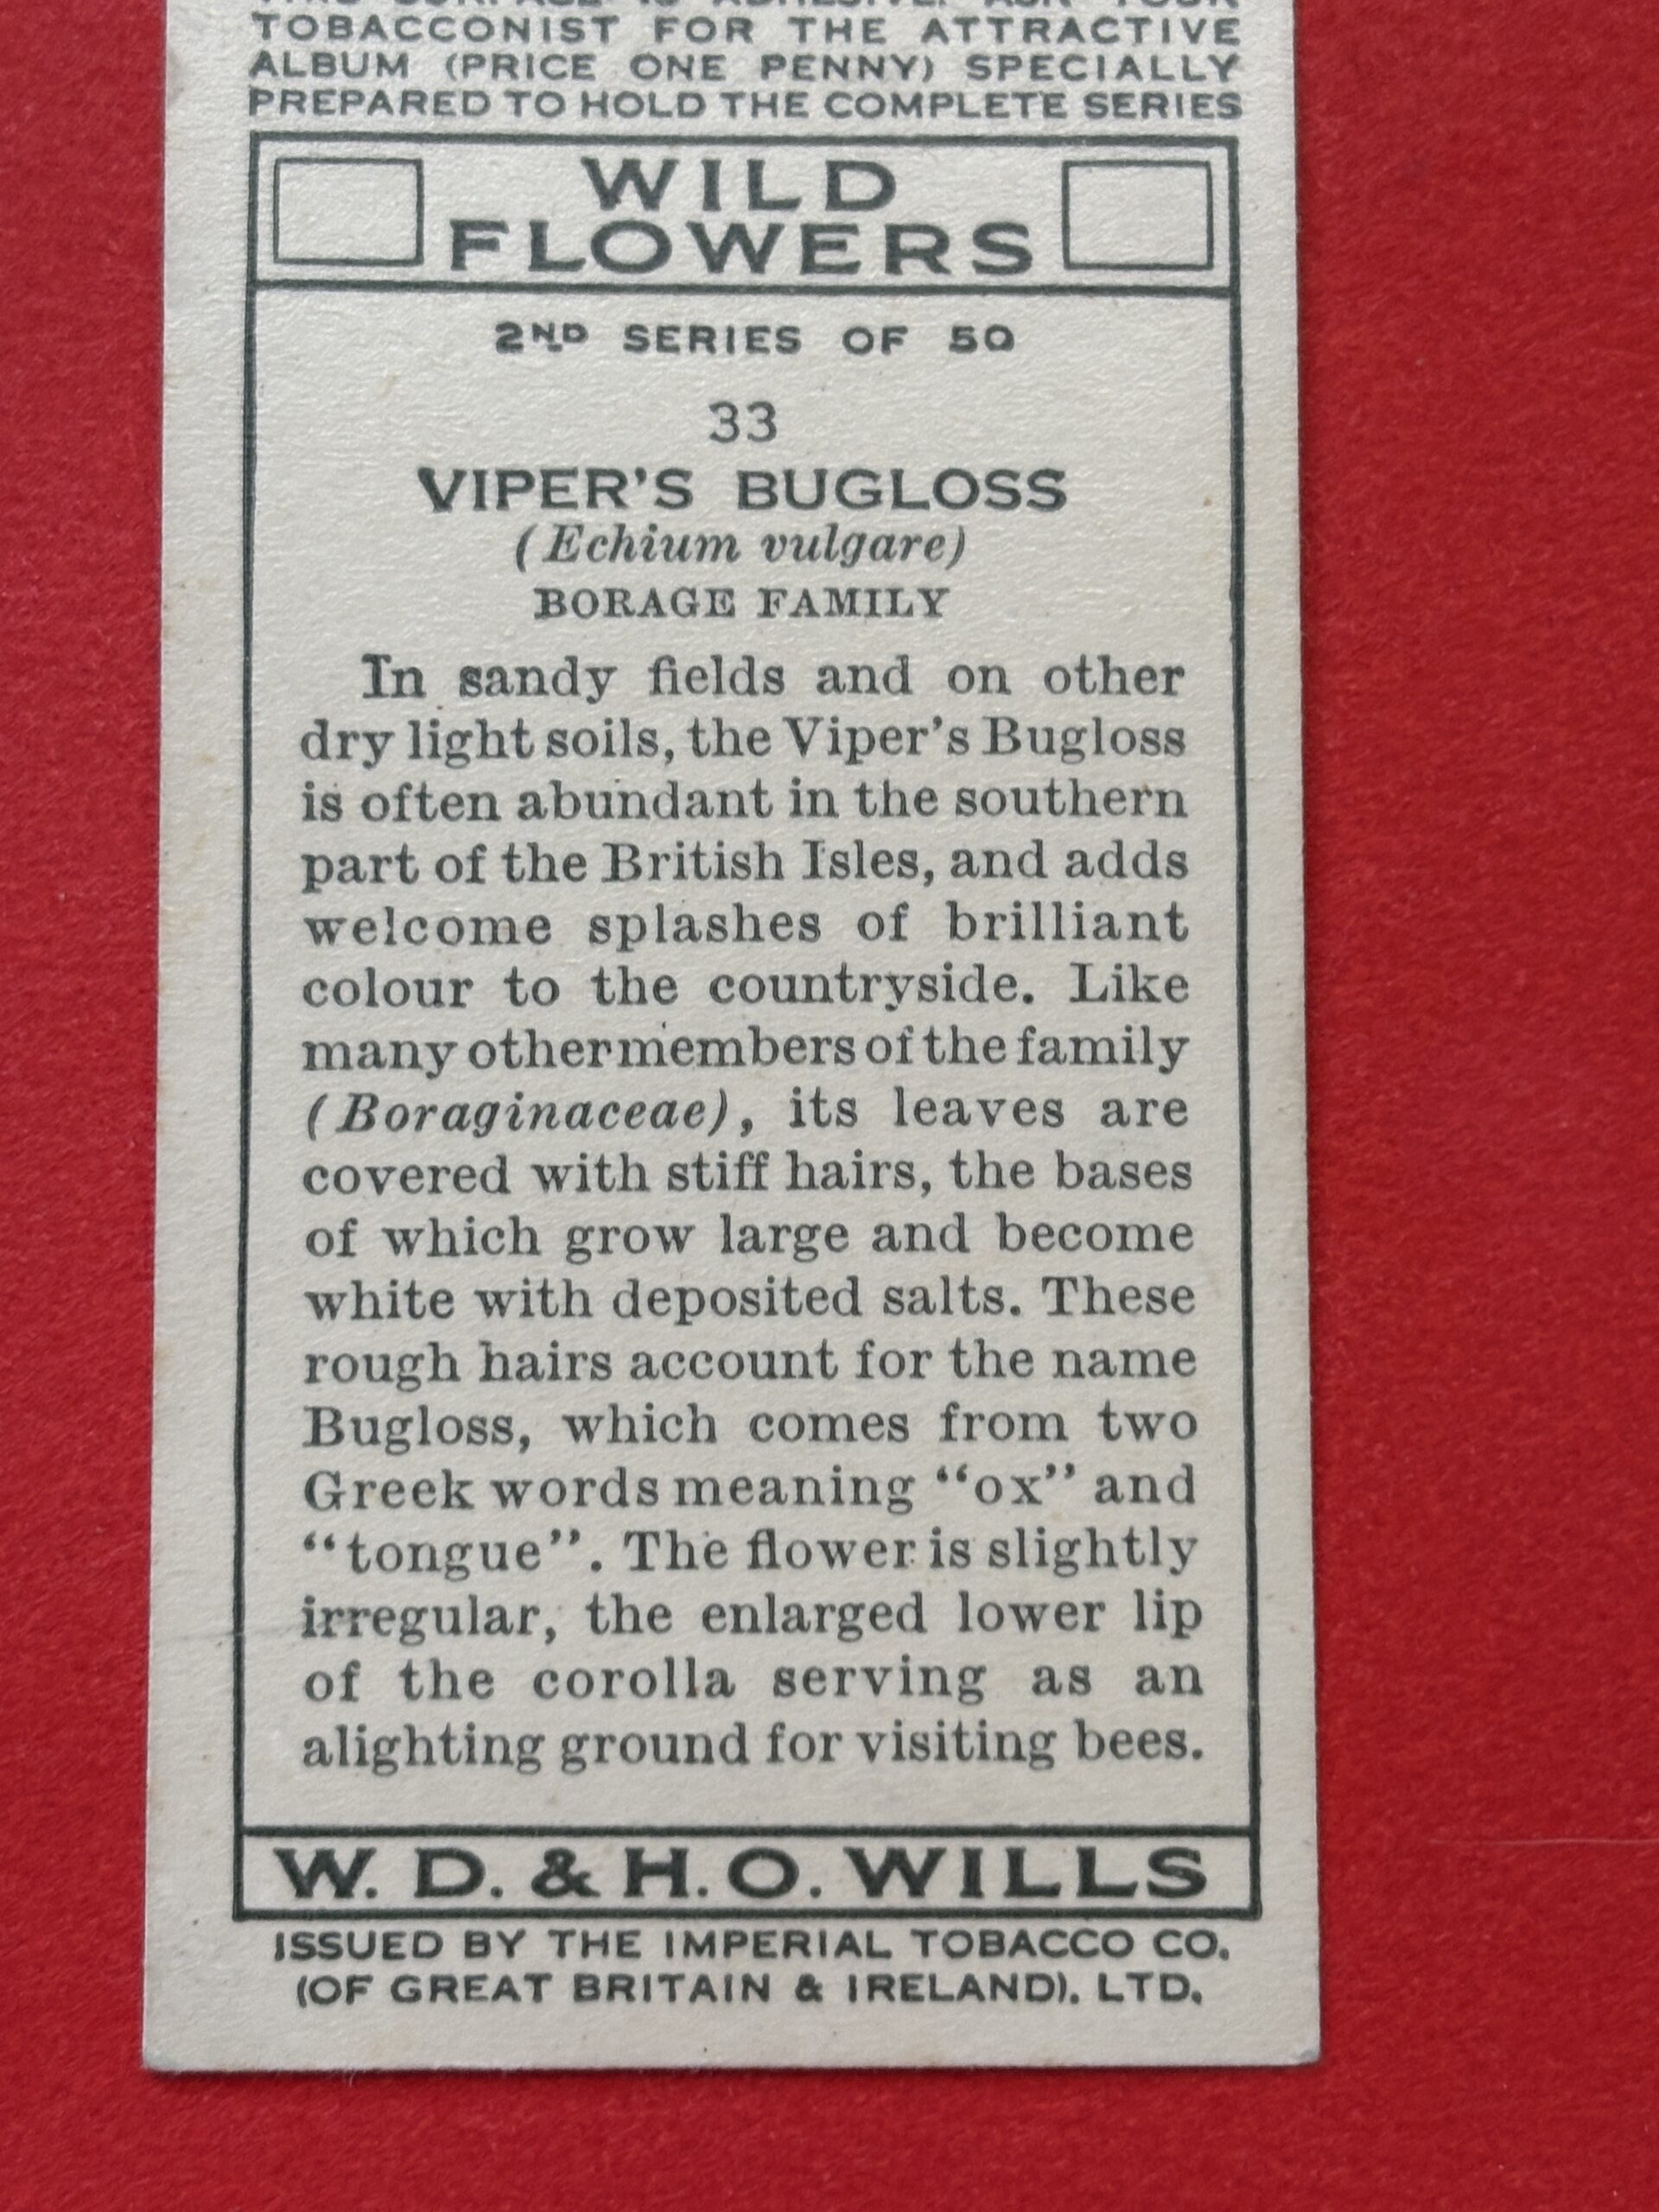 THIS SURFACE IS ADHESIVE. ASK YOUR
TOBACCONIST FOR THE ATTRACTIVE
ALBUM (PRICE ONE PENNY) SPECIALLY
PREPARED TO HOLD THE COMPLETE SERIES
WILD
FLOWERS
2ND SERIES OF 50
33
VIPER'S BUGLOSS
(Echium vulgare)
BORAGE FAMILY
In sandy fields and on other
dry light soils, the Viper's Bugloss
is often abundant in the southern
part of the British Isles, and adds
welcome splashes of brilliant
colour to the countryside. Like
many other members of the family
(Boraginaceae), its leaves are
covered with stiff hairs, the bases
of which grow large and become
white with deposited salts. These
rough hairs account for the name
Bugloss, which comes from two
Greek words meaning “ox” and
“tongue”. The flower is slightly
irregular, the enlarged lower lip
of the corolla serving as an
alighting ground for visiting bees.
W. D. & H. O. WILLS
ISSUED BY THE IMPERIAL TOBACCO CO.
(OF GREAT BRITAIN & IRELAND), LTD.